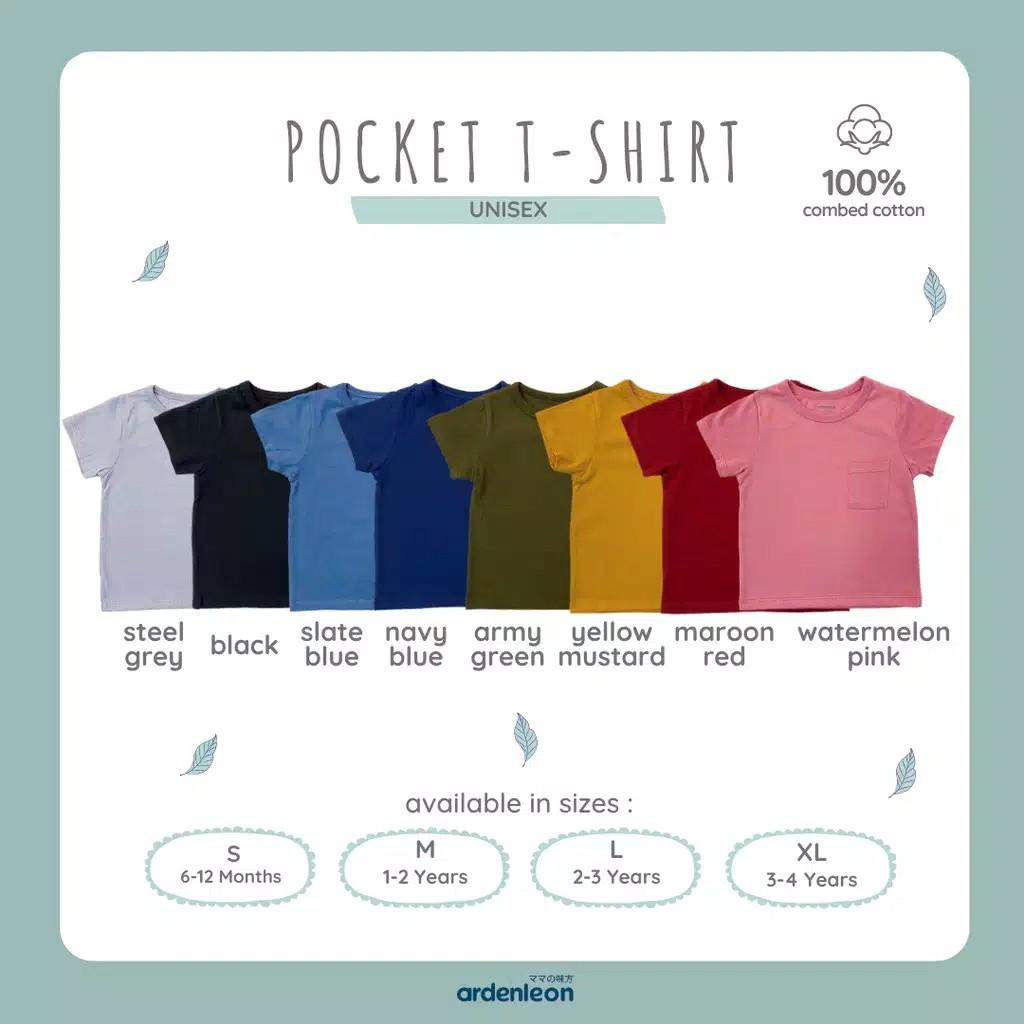 POCKET T-SHIRT
UNISEX
100%
combed cotton
steel
grey
black
slate
blue
navy
blue
army
green
yellow
mustard
maroon
red
watermelon
pink
available in sizes :
S
6-12 Months
M
1-2 Years
L
2-3 Years
XL
3-4 Years
ママの味方
ardenleon